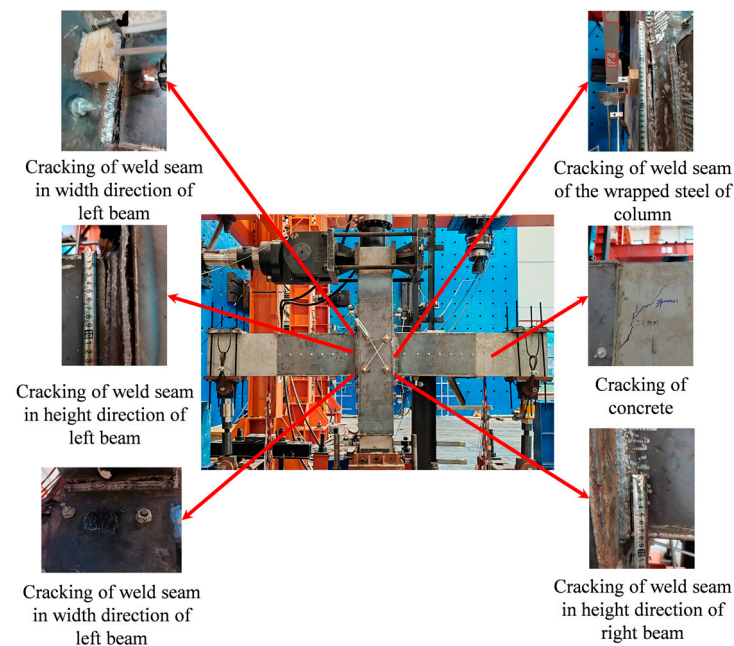 Cracking of weld seam
in width direction of
left beam
Cracking of weld seam
of the wrapped steel of
column
Cracking of weld seam
in height direction of
left beam
Cracking of
concrete
Cracking of weld seam
in width direction of
left beam
Cracking of weld seam
in height direction of
right beam